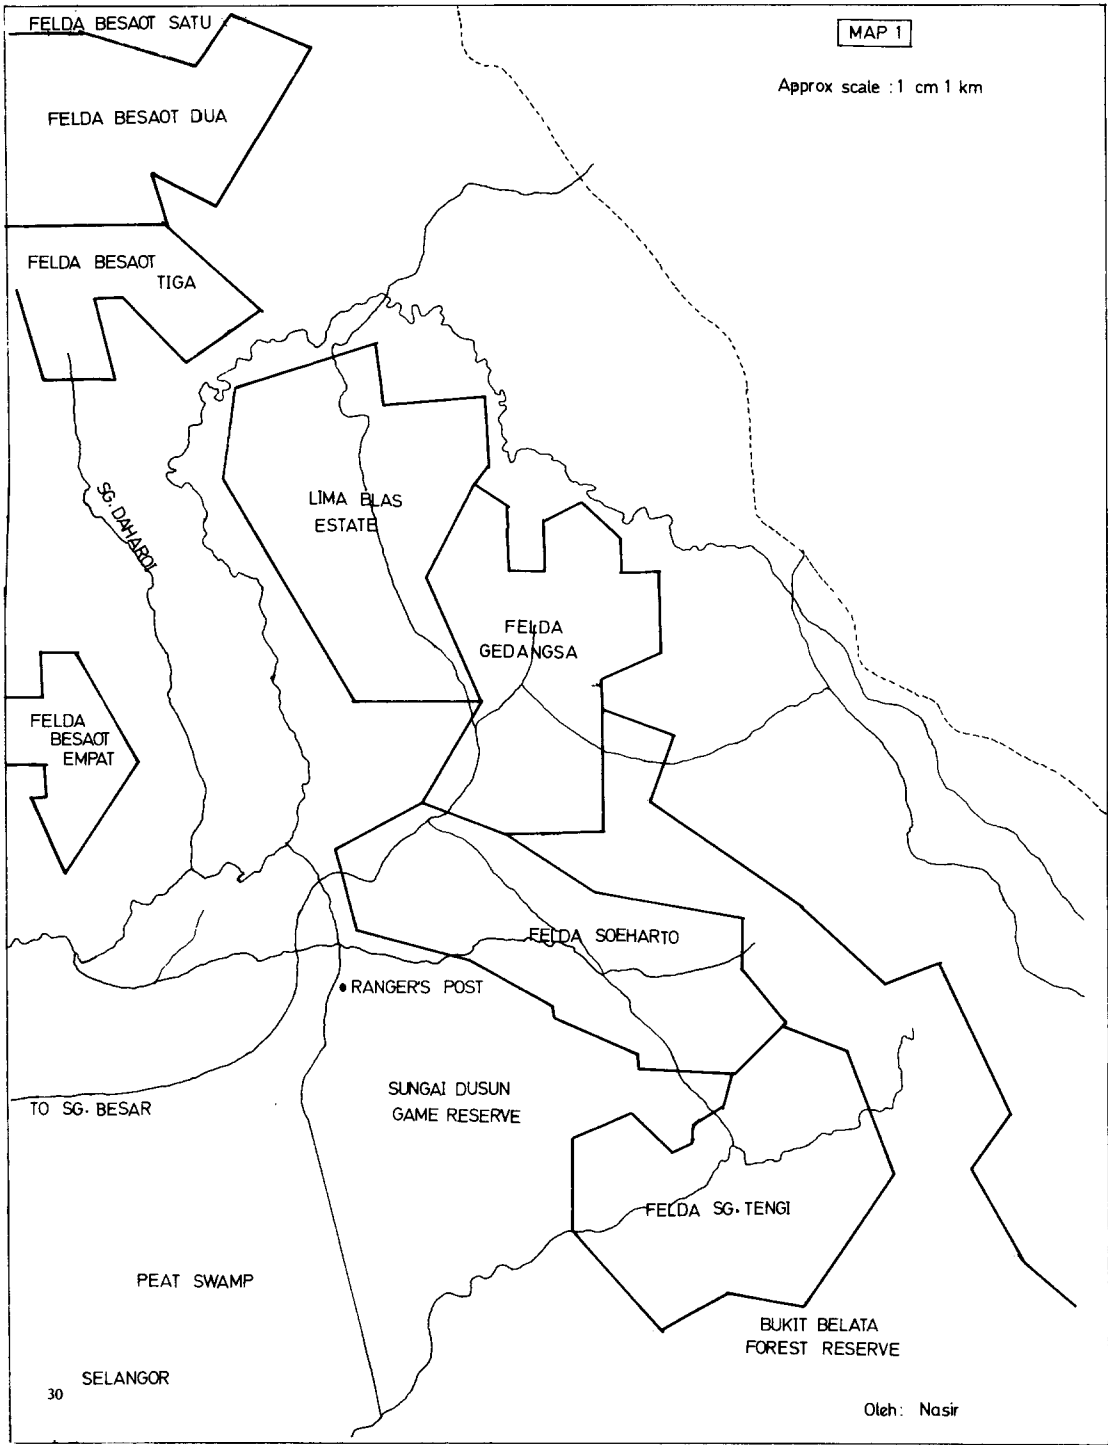 FELDA BESAOT SATU
MAP 1
Approx scale : 1 cm 1 km
FELDA BESAOT DUA
FELDA BESAOT
TIGA
SG. DAHAROI
LIMA BLAS
ESTATE
FELDA
GEDANGSA
FELDA
BESAOT
EMPAT
FELDA SOEHARTO
RANGER'S POST
SUNGAI DUSUN
GAME RESERVE
TO SG. BESAR
FELDA SG. TENGI
PEAT SWAMP
BUKIT BELATA
FOREST RESERVE
SELANGOR
30
Oleh: Nasir